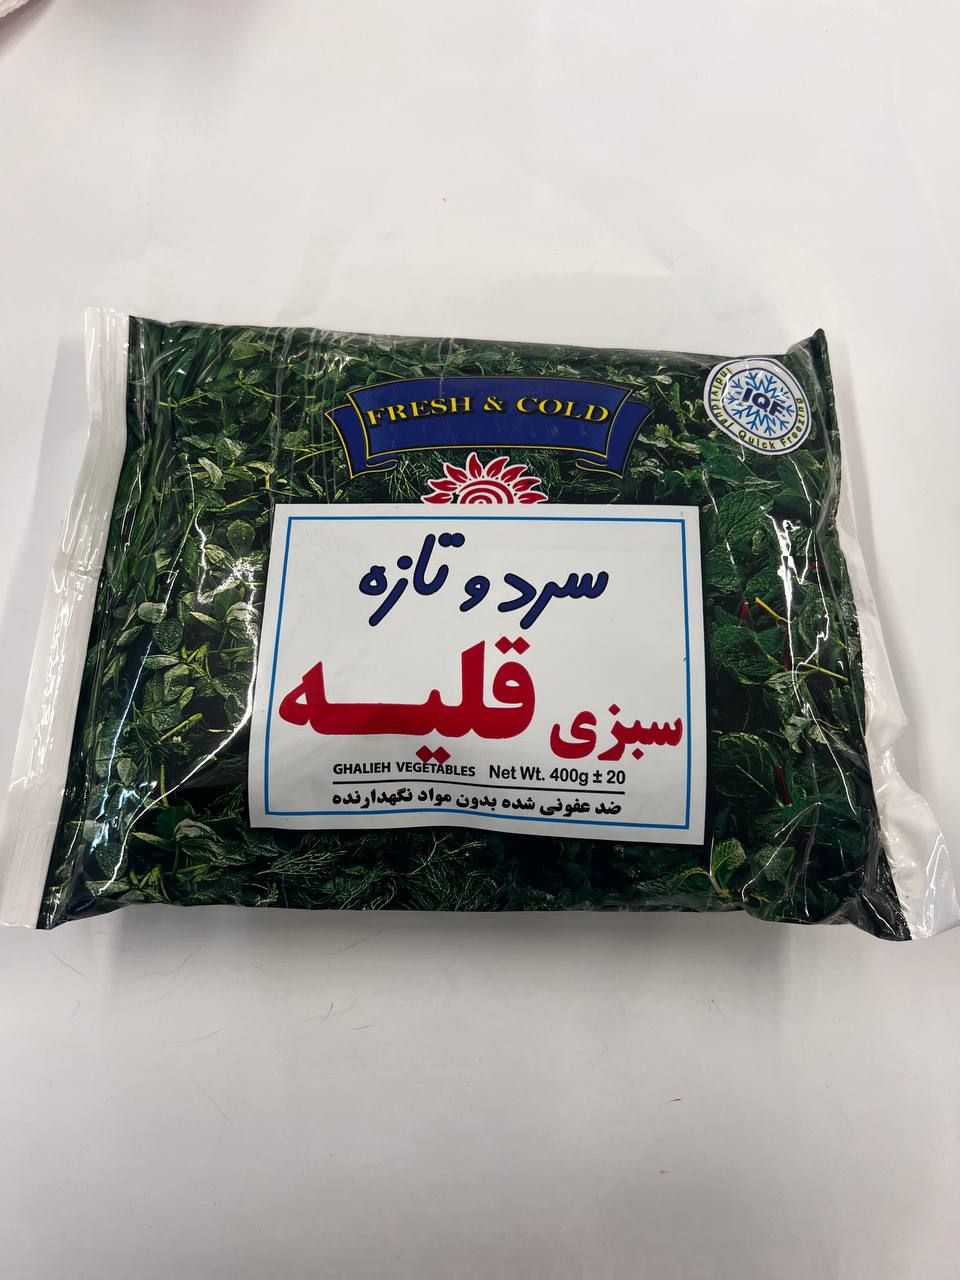 FRESH & COLD
IQF
Individual Quick Freezing
سرد و تازه
سبزی قلیه
GHALIEH VEGETABLES Net Wt. 400g ± 20
ضد عفونی شده بدون مواد نگهدارنده